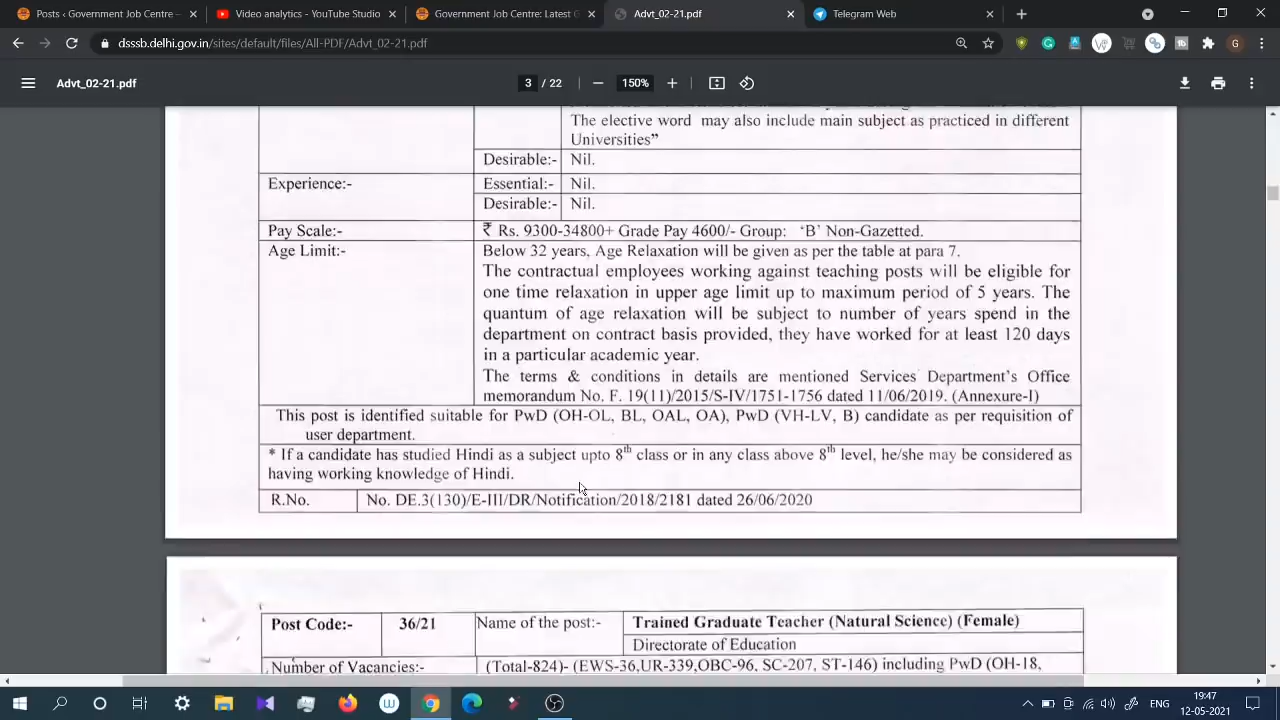 Posts ‹ Government Job Centre —
Video analytics - YouTube Studio
Government Job Centre: Latest G
Advt_02-21.pdf
Telegram Web
dsssb.delhi.gov.in/sites/default/files/All-PDF/Advt_02-21.pdf
G
Advt_02-21.pdf
3 / 22
150%
The elective word may also include main subject as practiced in different
Universities”
Desirable:- Nil.
Experience:- Essential:- Nil.
Desirable:- Nil.
Pay Scale:- ₹ Rs. 9300-34800+ Grade Pay 4600/- Group: ‘B’ Non-Gazetted.
Age Limit:- Below 32 years, Age Relaxation will be given as per the table at para 7.
The contractual employees working against teaching posts will be eligible for
one time relaxation in upper age limit up to maximum period of 5 years. The
quantum of age relaxation will be subject to number of years spend in the
department on contract basis provided, they have worked for at least 120 days
in a particular academic year.
The terms & conditions in details are mentioned Services Department’s Office
memorandum No. F. 19(11)/2015/S-IV/1751-1756 dated 11/06/2019. (Annexure-I)
This post is identified suitable for PwD (OH-OL, BL, OAL, OA), PwD (VH-LV, B) candidate as per requisition of
user department.
* If a candidate has studied Hindi as a subject upto 8th class or in any class above 8th level, he/she may be considered as
having working knowledge of Hindi.
R.No. No. DE.3(130)/E-III/DR/Notification/2018/2181 dated 26/06/2020
Post Code:- 36/21 Name of the post:- Trained Graduate Teacher (Natural Science) (Female)
Directorate of Education
Number of Vacancies:- (Total-824)- (EWS-36,UR-339,OBC-96, SC-207, ST-146) including PwD (OH-18,
ENG
19:47
12-05-2021